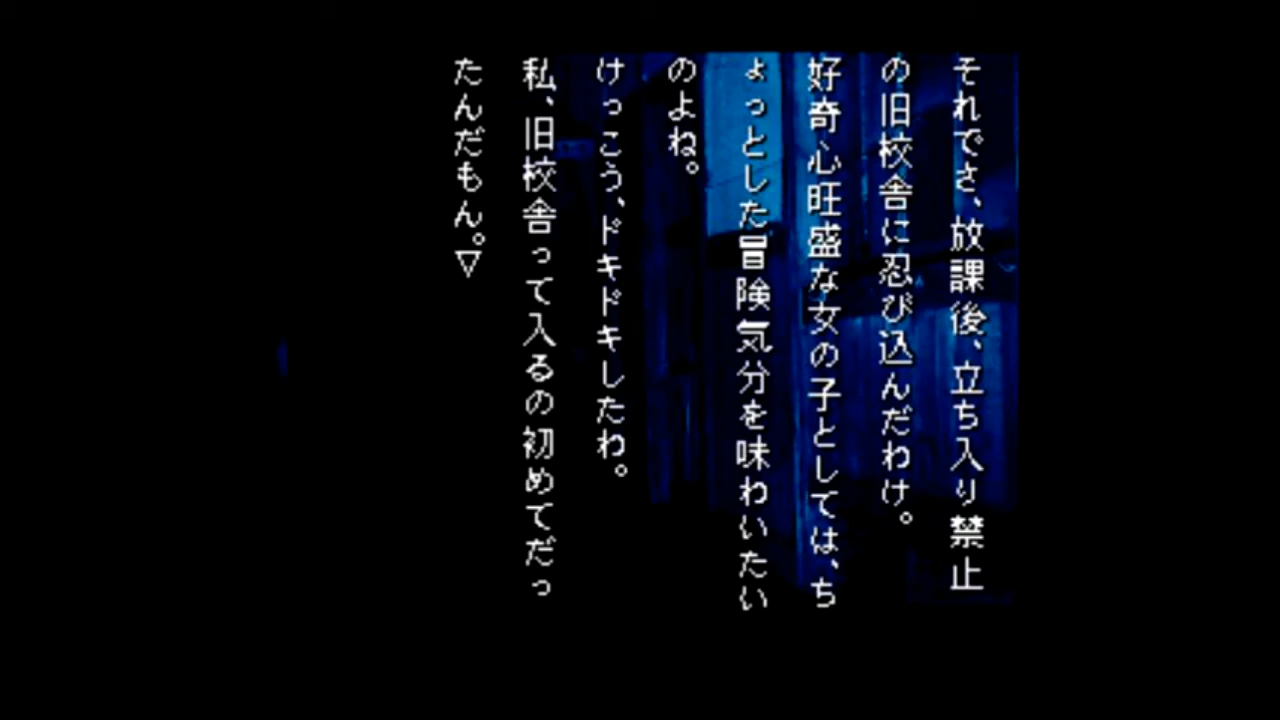 それでさ、放課後、立ち入り禁止
の旧校舎に忍び込んだわけ。
好奇心旺盛な女の子としては、ち
ょっとした冒険気分を味わいたい
のよね。
けっこう、ドキドキしたわ。
私、旧校舎って入るの初めてだっ
たんだもん。▽